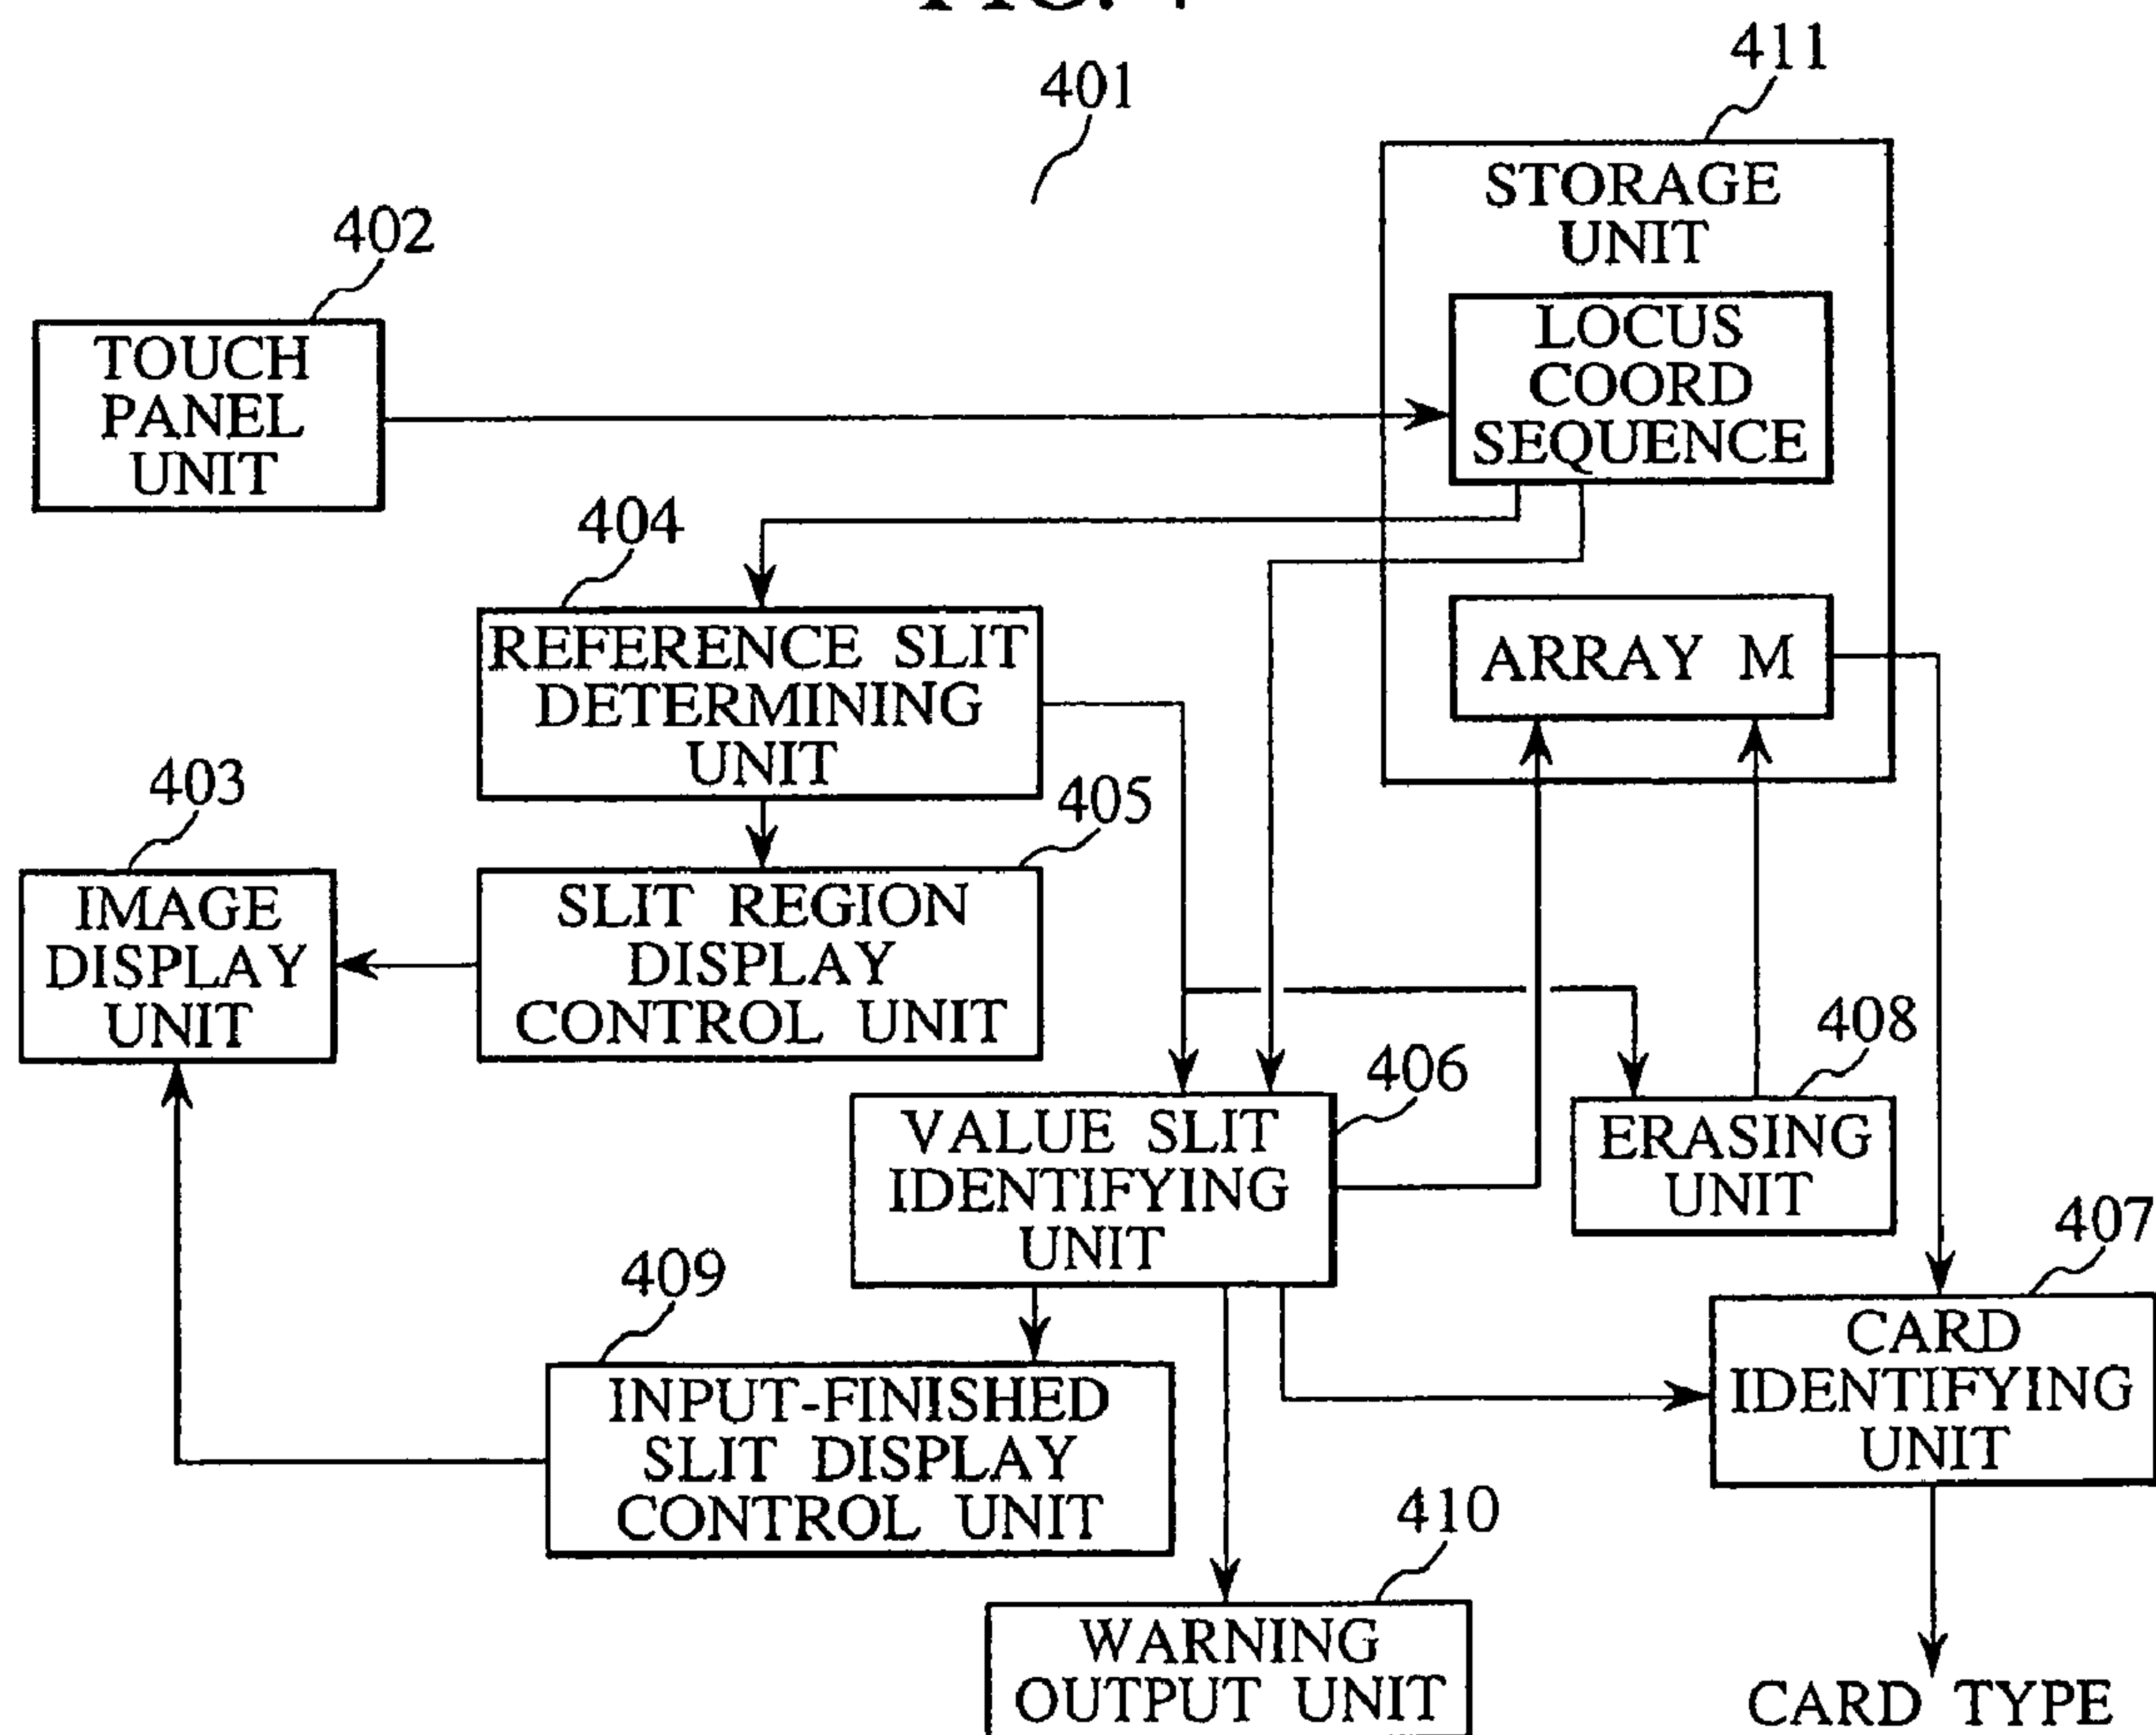 FIG. 4
401
411
STORAGE
UNIT
402
TOUCH
PANEL
UNIT
LOCUS
COORD
SEQUENCE
404
REFERENCE SLIT
DETERMINING
UNIT
ARRAY M
403
IMAGE
DISPLAY
UNIT
405
SLIT REGION
DISPLAY
CONTROL UNIT
406
VALUE SLIT
IDENTIFYING
UNIT
408
ERASING
UNIT
407
CARD
IDENTIFYING
UNIT
409
INPUT-FINISHED
SLIT DISPLAY
CONTROL UNIT
410
WARNING
OUTPUT UNIT
CARD TYPE